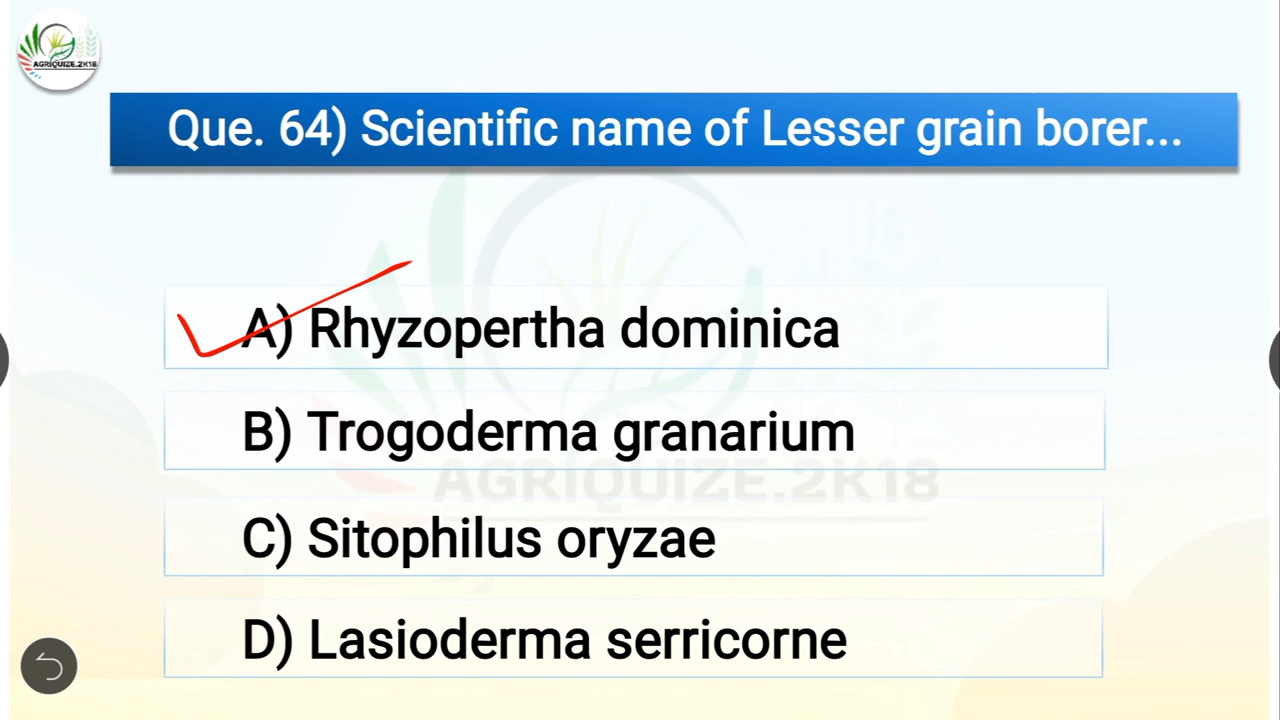 AGRIQUIZE.2K18
Que. 64) Scientific name of Lesser grain borer...
A) Rhyzopertha dominica
B) Trogoderma granarium
AGRIQUIZE.2K18
C) Sitophilus oryzae
D) Lasioderma serricorne